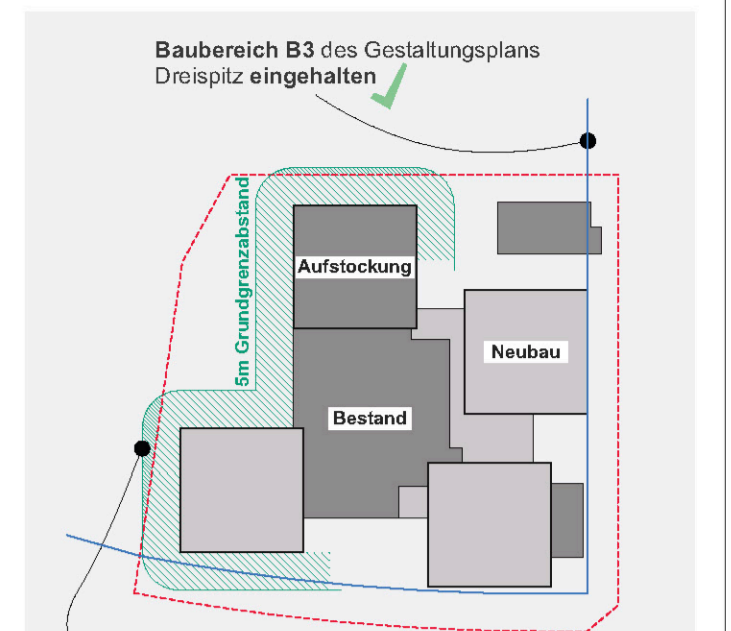 Baubereich B3 des Gestaltungsplans
Dreispitz eingehalten
5m Grundgrenzabstand
Aufstockung
Neubau
Bestand